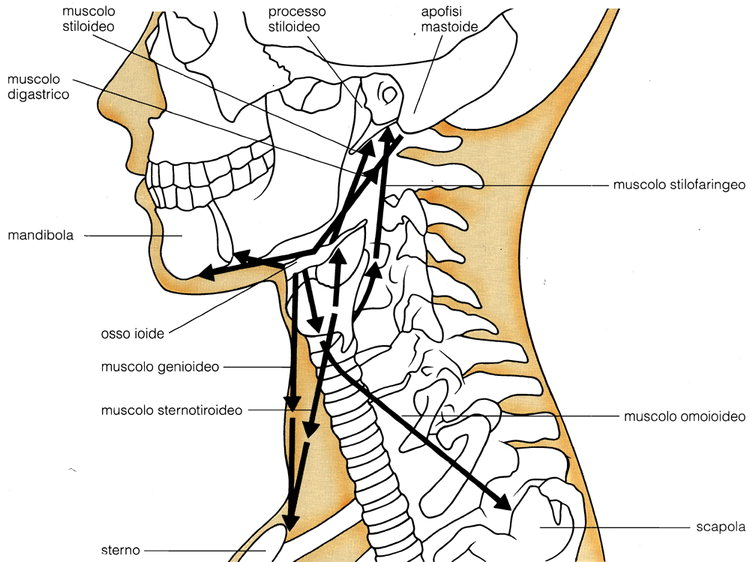 muscolo
stiloideo
processo
stiloideo
apofisi
mastoide
muscolo
digastrico
muscolo stilofaringeo
mandibola
osso ioide
muscolo genioideo
muscolo sternotiroideo
muscolo omoioideo
scapola
sterno